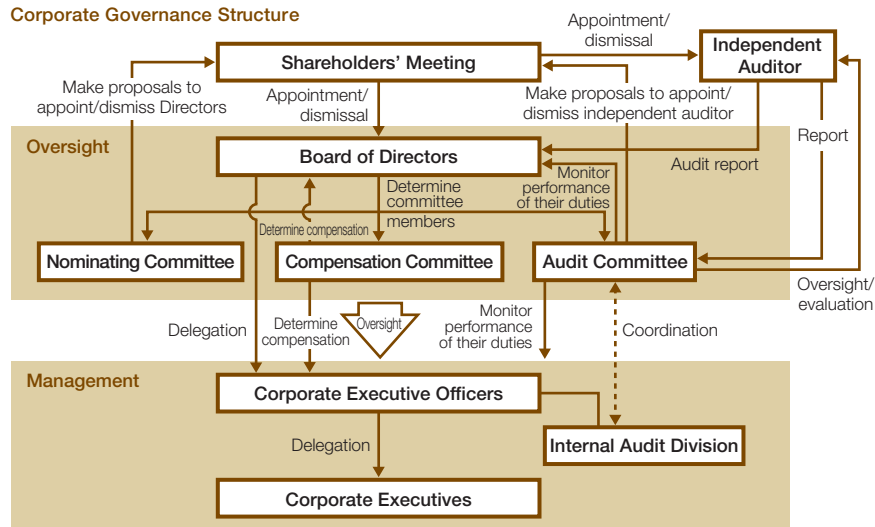 Corporate Governance Structure
Appointment/
dismissal
Independent
Auditor
Shareholders' Meeting
Make proposals to
appoint/dismiss Directors
Appointment/
dismissal
Make proposals to appoint/
dismiss independent auditor
Report
Oversight
Board of Directors
Audit report
Determine
committee
members
Monitor
performance
of their duties
Determine compensation
Nominating Committee
Compensation Committee
Audit Committee
Oversight/
evaluation
Delegation
Determine
compensation
Oversight
Monitor
performance
of their duties
Coordination
Management
Corporate Executive Officers
Delegation
Internal Audit Division
Corporate Executives